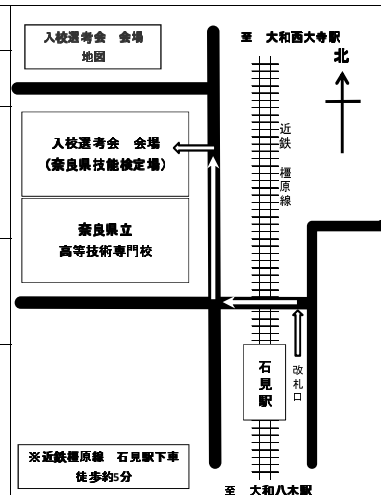 入校選考会　会場
地図
至　大和西大寺駅
北
近鉄　橿原線
入校選考会　会場
（奈良県技能検定場）
奈良県立
高等技術専門校
石見駅
改札口
※近鉄橿原線　石見駅下車
徒歩約5分
至　大和八木駅